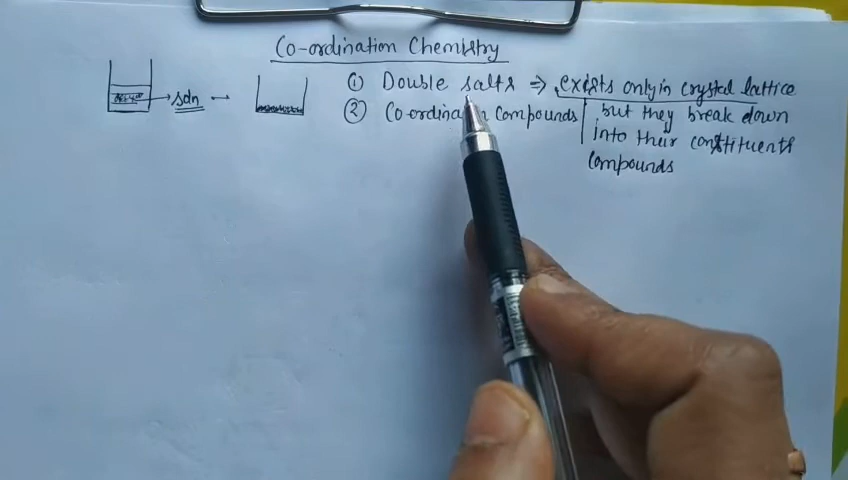 Co-ordination Chemistry
soln
① Double salts ⇒ exists only in crystal lattice
② Co-ordina n Compounds
but they break down
into their constituents
compounds